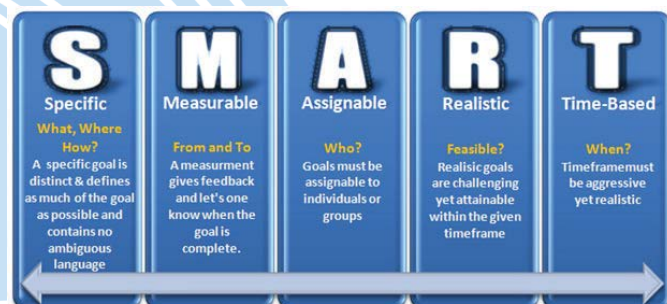 S
Specific
What, Where
How?
A specific goal is
distinct & defines
as much of the goal
as possible and
contains no
ambiguous
language
M
Measurable
From and To
A measurment
gives feedback
and let's one
know when the
goal is
complete.
A
Assignable
Who?
Goals must be
assignable to
individuals or
groups
R
Realistic
Feasible?
Realisic goals
are challenging
yet attainable
within the given
timeframe
T
Time-Based
When?
Timeframe must
be aggressive
yet realistic